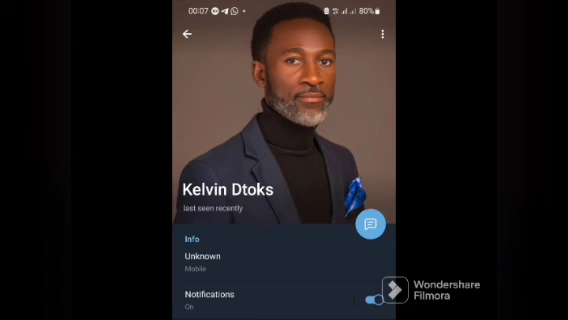 00:07
80%
Kelvin Dtoks
last seen recently
Info
Unknown
Mobile
Notifications
On
Wondershare
Filmora